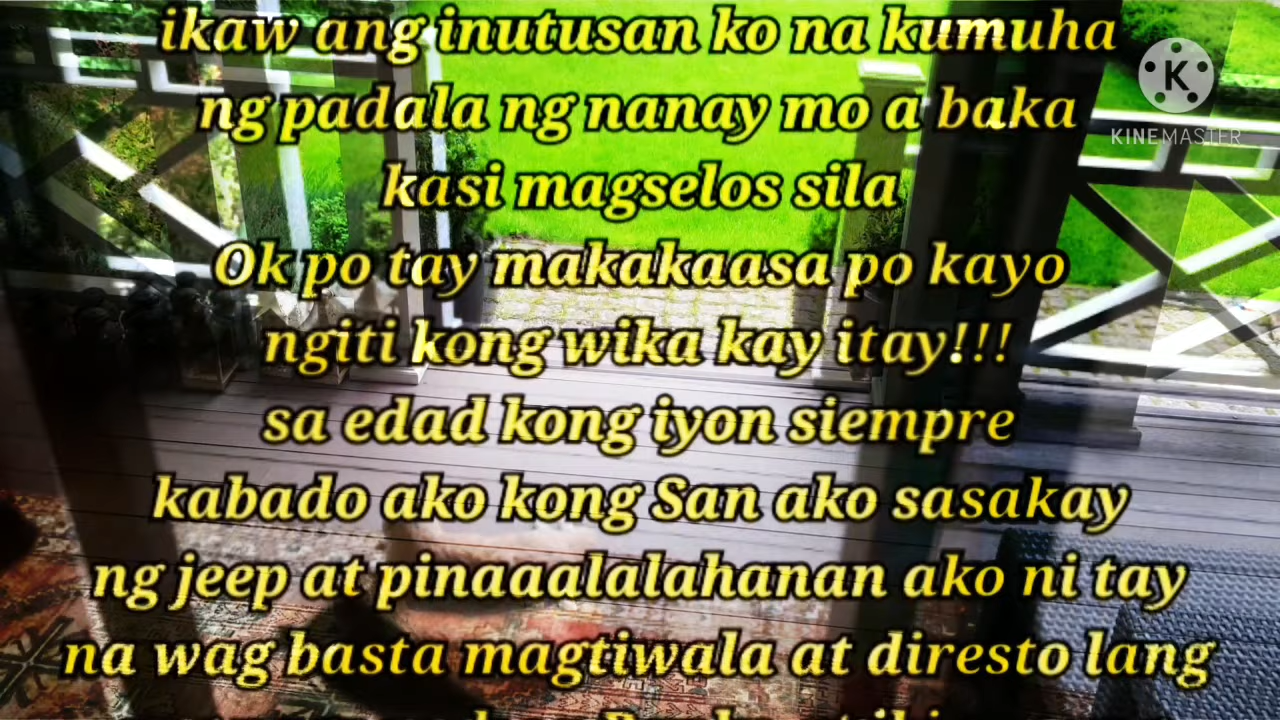 ikaw ang inutusan ko na kumuha
ng padala ng nanay mo a baka
kasi magselos sila
Ok po tay makakaasa po kayo
ngiti kong wika kay itay!!!
sa edad kong iyon siempre
kabado ako kong San ako sasakay
ng jeep at pinaaalalahanan ako ni tay
na wag basta magtiwala at diresto lang
KINEMASTER